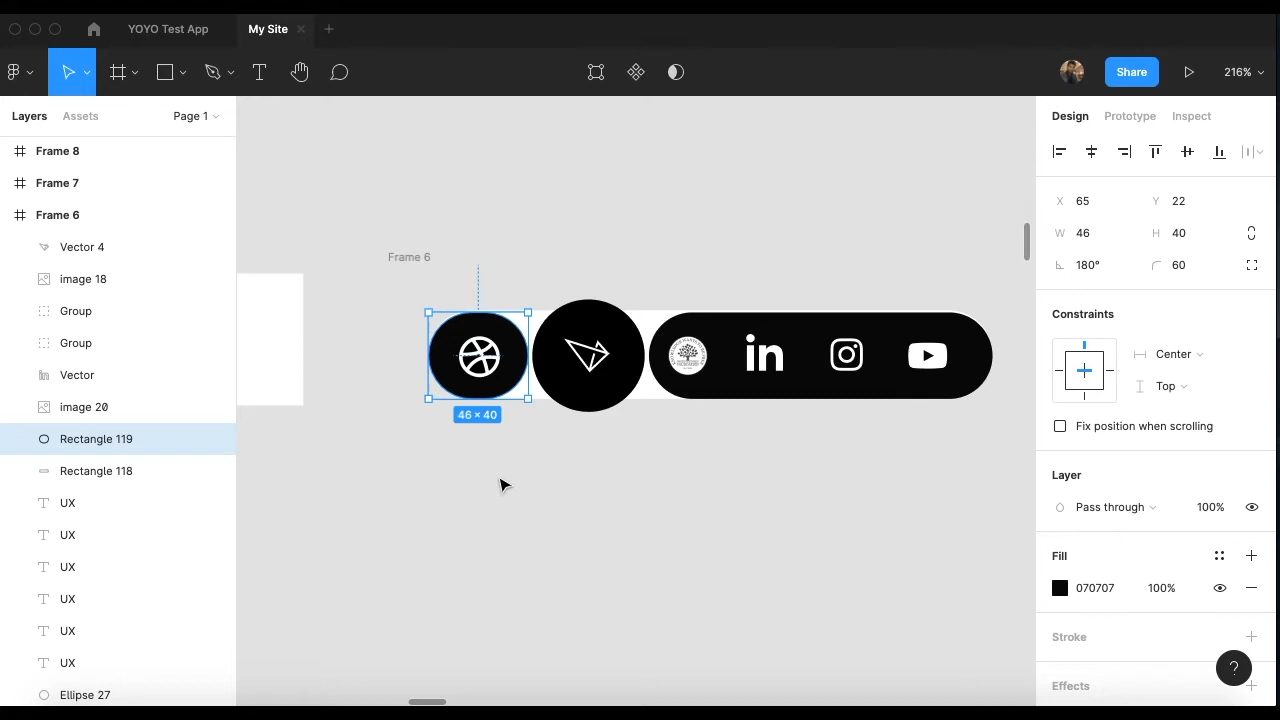 YOYO Test App
My Site
Share
216%
Layers
Assets
Page 1
Design
Prototype
Inspect
Frame 8
Frame 7
Frame 6
Vector 4
image 18
Group
Group
Vector
image 20
Rectangle 119
Rectangle 118
UX
UX
UX
UX
UX
UX
Ellipse 27
Frame 6
in
46 × 40
X 65
Y 22
W 46
H 40
180°
60
Constraints
Center
Top
Fix position when scrolling
Layer
Pass through
100%
Fill
070707
100%
Stroke
?
Effects